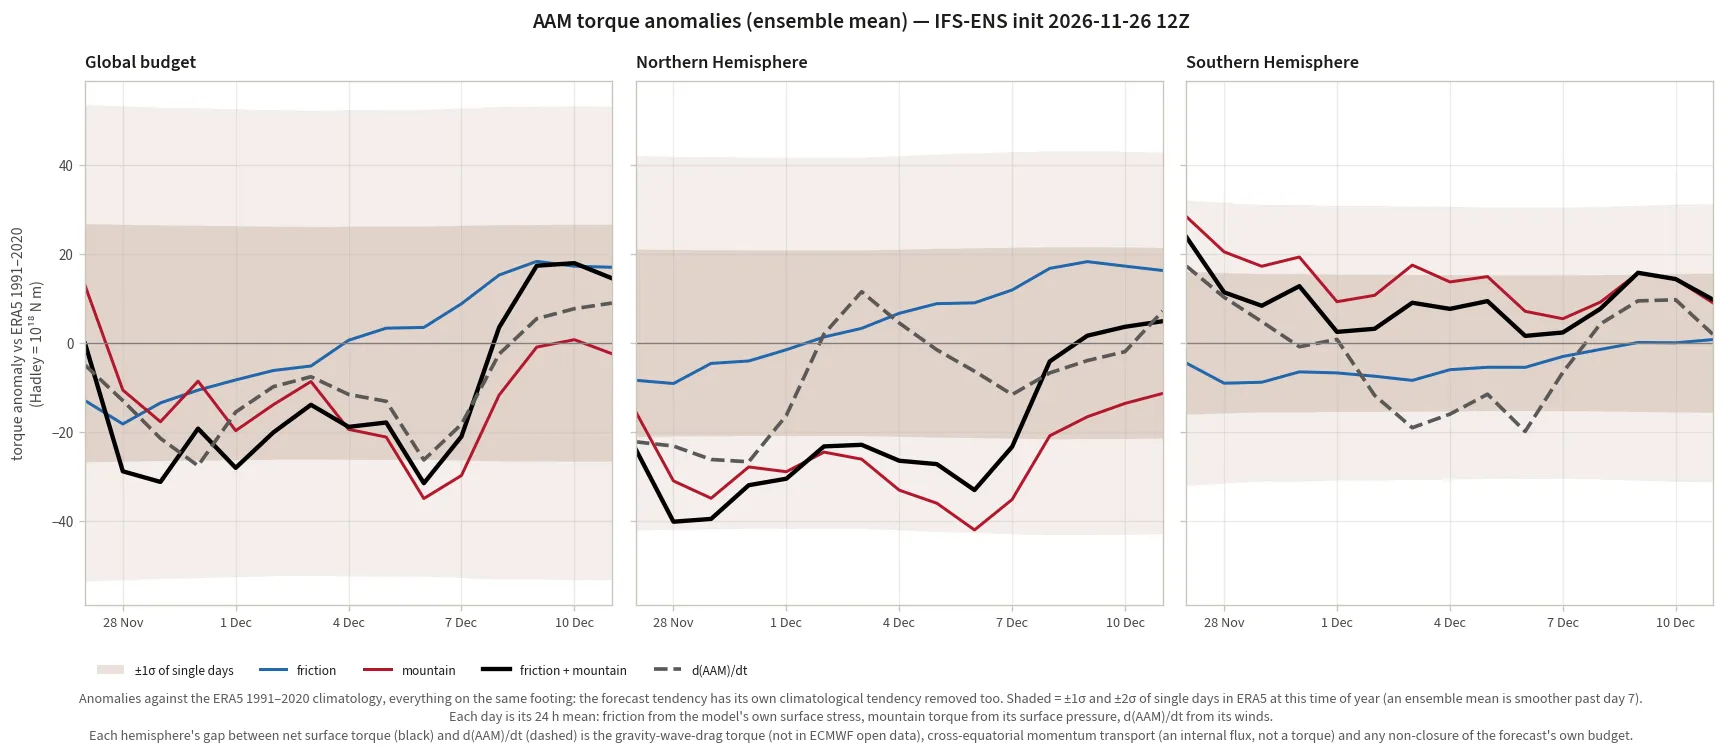 AAM torque anomalies (ensemble mean) — IFS-ENS init 2026-11-26 12Z
Global budget
Northern Hemisphere
Southern Hemisphere
torque anomaly vs ERA5 1991–2020
(Hadley = 10¹⁸ N m)
40
20
0
−20
−40
28 Nov 1 Dec 4 Dec 7 Dec 10 Dec
28 Nov 1 Dec 4 Dec 7 Dec 10 Dec
28 Nov 1 Dec 4 Dec 7 Dec 10 Dec
±1σ of single days friction mountain friction + mountain d(AAM)/dt
Anomalies against the ERA5 1991–2020 climatology, everything on the same footing: the forecast tendency has its own climatological tendency removed too. Shaded = ±1σ and ±2σ of single days in ERA5 at this time of year (an ensemble mean is smoother past day 7).
Each day is its 24 h mean: friction from the model's own surface stress, mountain torque from its surface pressure, d(AAM)/dt from its winds.
Each hemisphere's gap between net surface torque (black) and d(AAM)/dt (dashed) is the gravity-wave-drag torque (not in ECMWF open data), cross-equatorial momentum transport (an internal flux, not a torque) and any non-closure of the forecast's own budget.